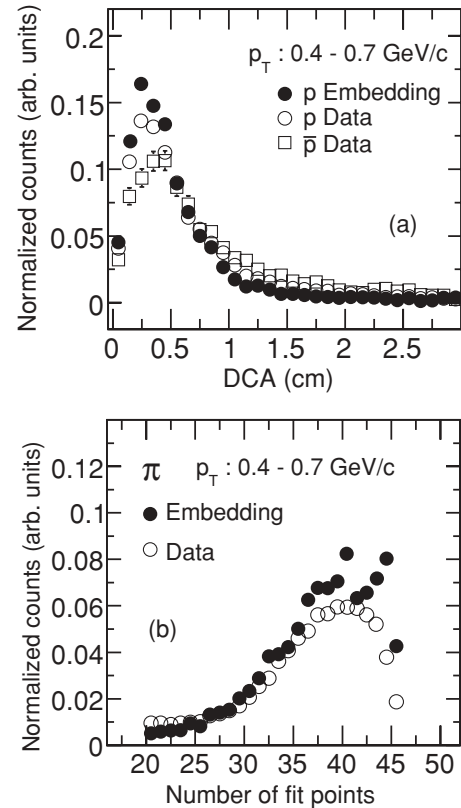 Normalized counts (arb. units)
0.2
0.15
0.1
0.05
0
p_T : 0.4 - 0.7 GeV/c
p Embedding
p Data
p̅ Data
(a)
0 0.5 1 1.5 2 2.5
DCA (cm)
Normalized counts (arb. units)
0.12
0.1
0.08
0.06
0.04
0.02
0
π p_T : 0.4 - 0.7 GeV/c
Embedding
Data
(b)
20 25 30 35 40 45 50
Number of fit points